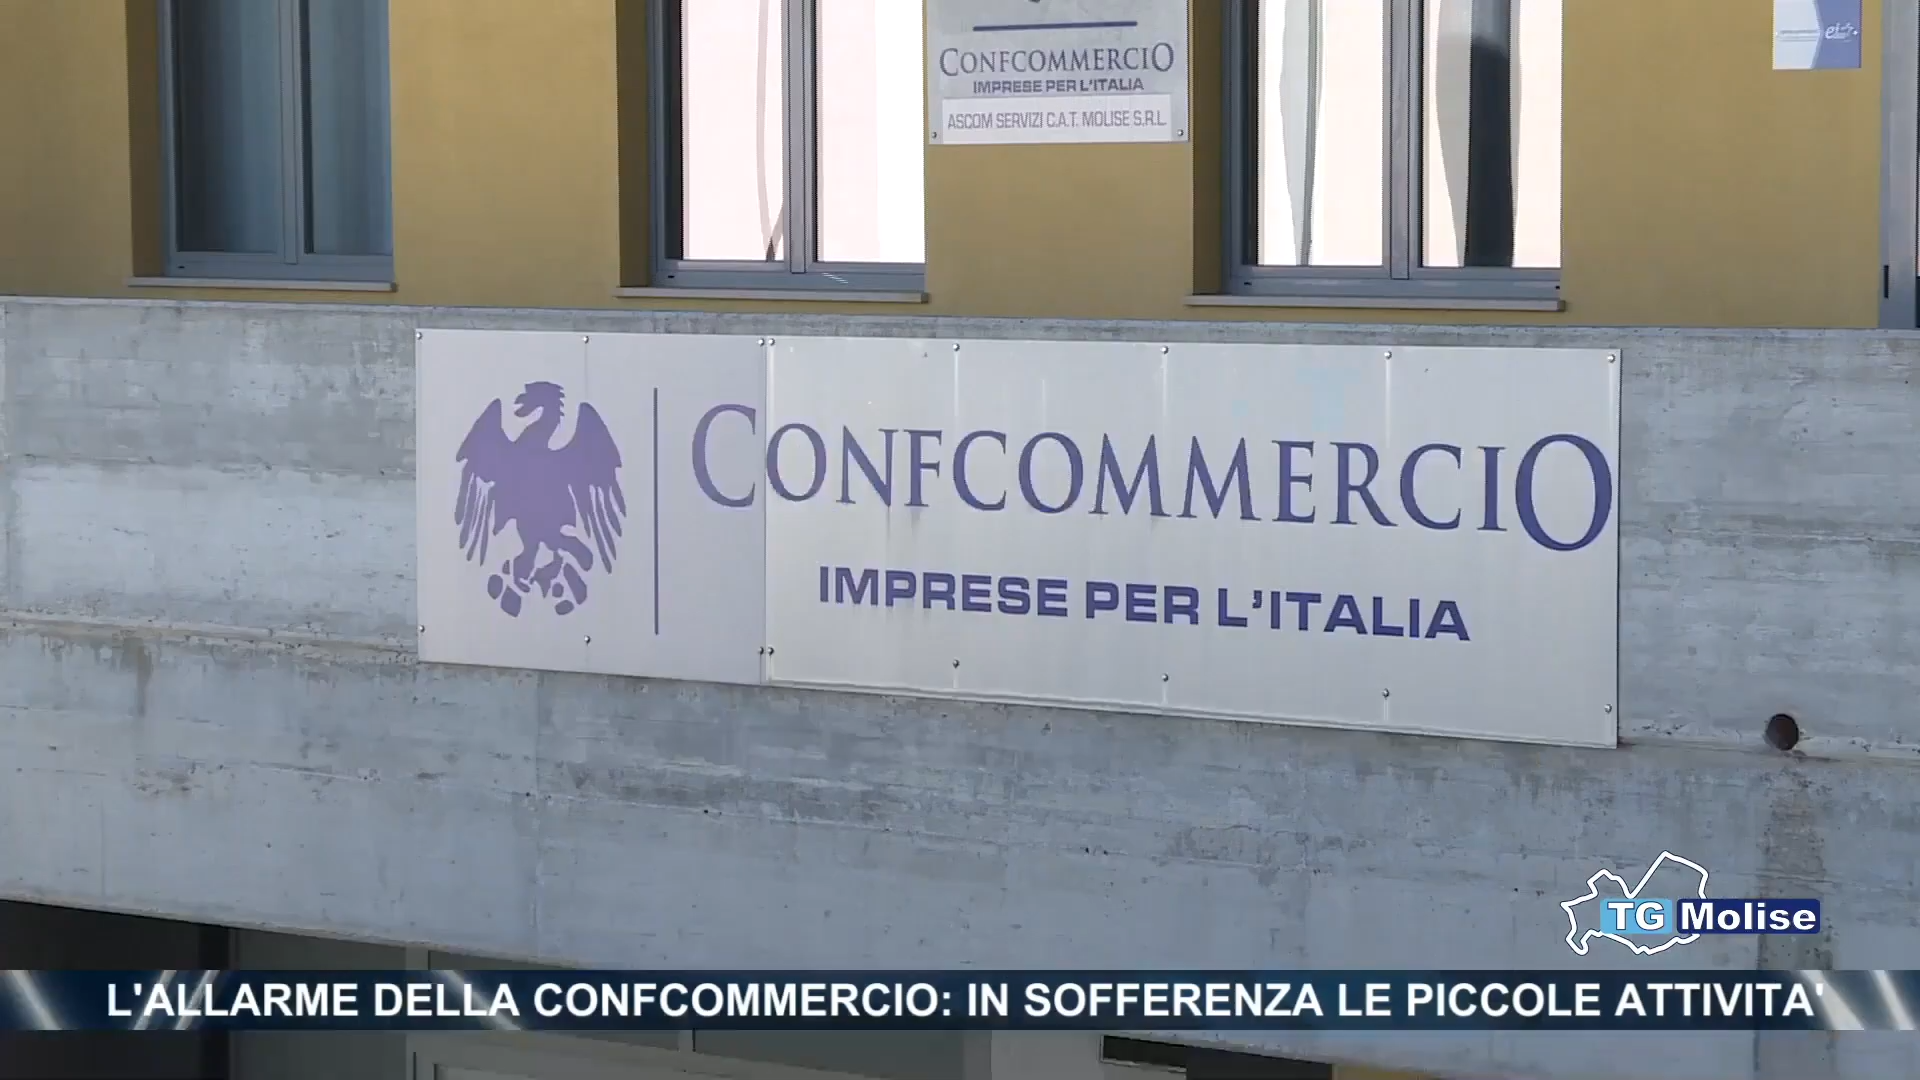 CONFCOMMERCIO
IMPRESE PER L'ITALIA
ASCOM SERVIZI C.A.T. MOLISE S.R.L.
CONFCOMMERCIO
IMPRESE PER L'ITALIA
TG Molise
L'ALLARME DELLA CONFCOMMERCIO: IN SOFFERENZA LE PICCOLE ATTIVITA'